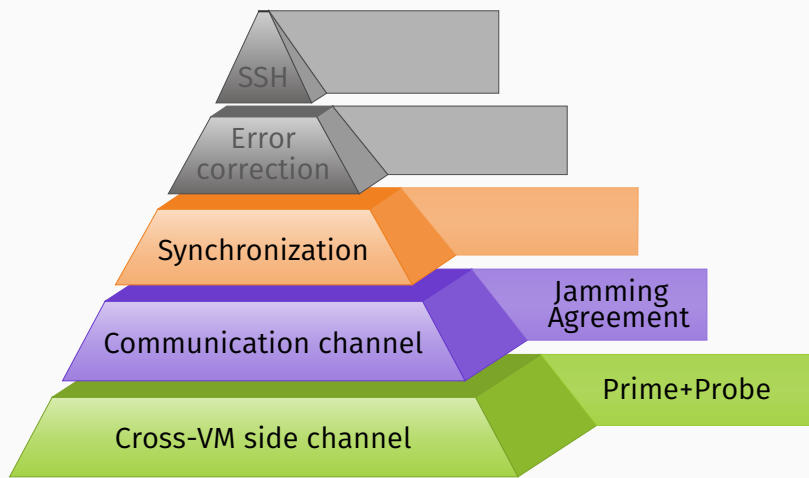 SSH
Error
correction
Synchronization
Communication channel
Jamming
Agreement
Cross-VM side channel
Prime+Probe